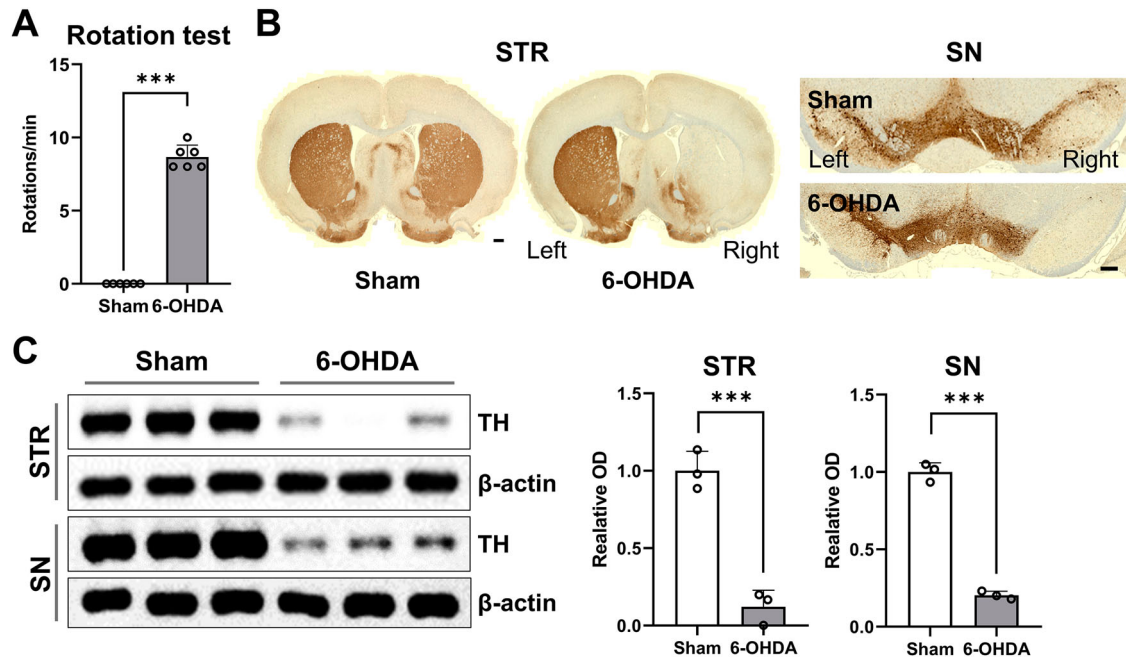 A
Rotation test
15
10
5
0
Rotations/min
***
Sham 6-OHDA
B
STR
Left Right
Sham 6-OHDA
SN
Sham
Left Right
6-OHDA
C
Sham 6-OHDA
STR
TH
β-actin
SN
TH
β-actin
STR
1.5
1.0
0.5
0.0
Realative OD
***
Sham 6-OHDA
SN
1.5
1.0
0.5
0.0
Realative OD
***
Sham 6-OHDA